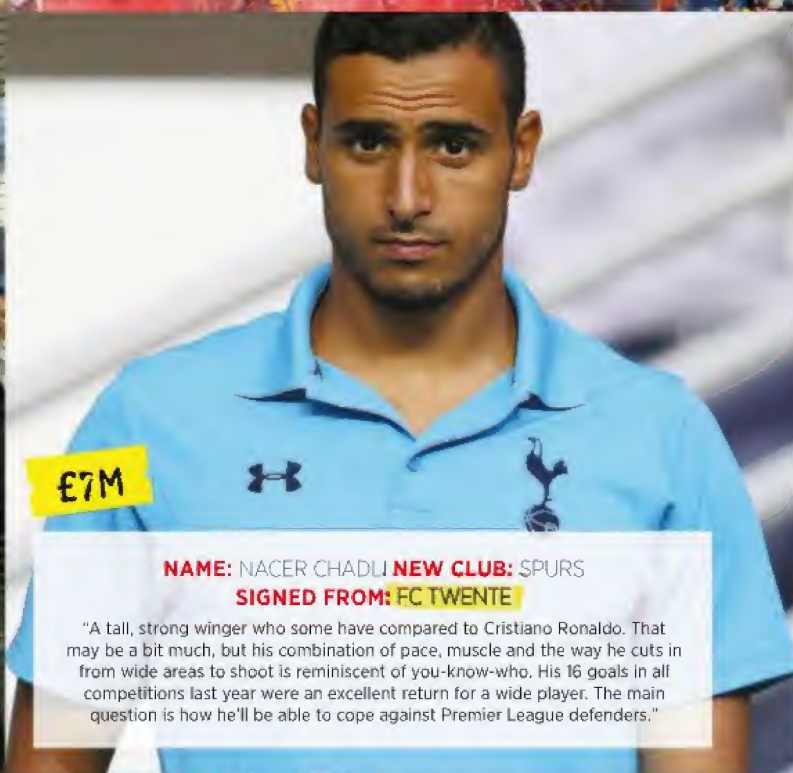 £7M
NAME: NACER CHADLI NEW CLUB: SPURS
SIGNED FROM: FC TWENTE
"A tall, strong winger who some have compared to Cristiano Ronaldo. That
may be a bit much, but his combination of pace, muscle and the way he cuts in
from wide areas to shoot is reminiscent of you-know-who. His 16 goals in all
competitions last year were an excellent return for a wide player. The main
question is how he'll be able to cope against Premier League defenders."